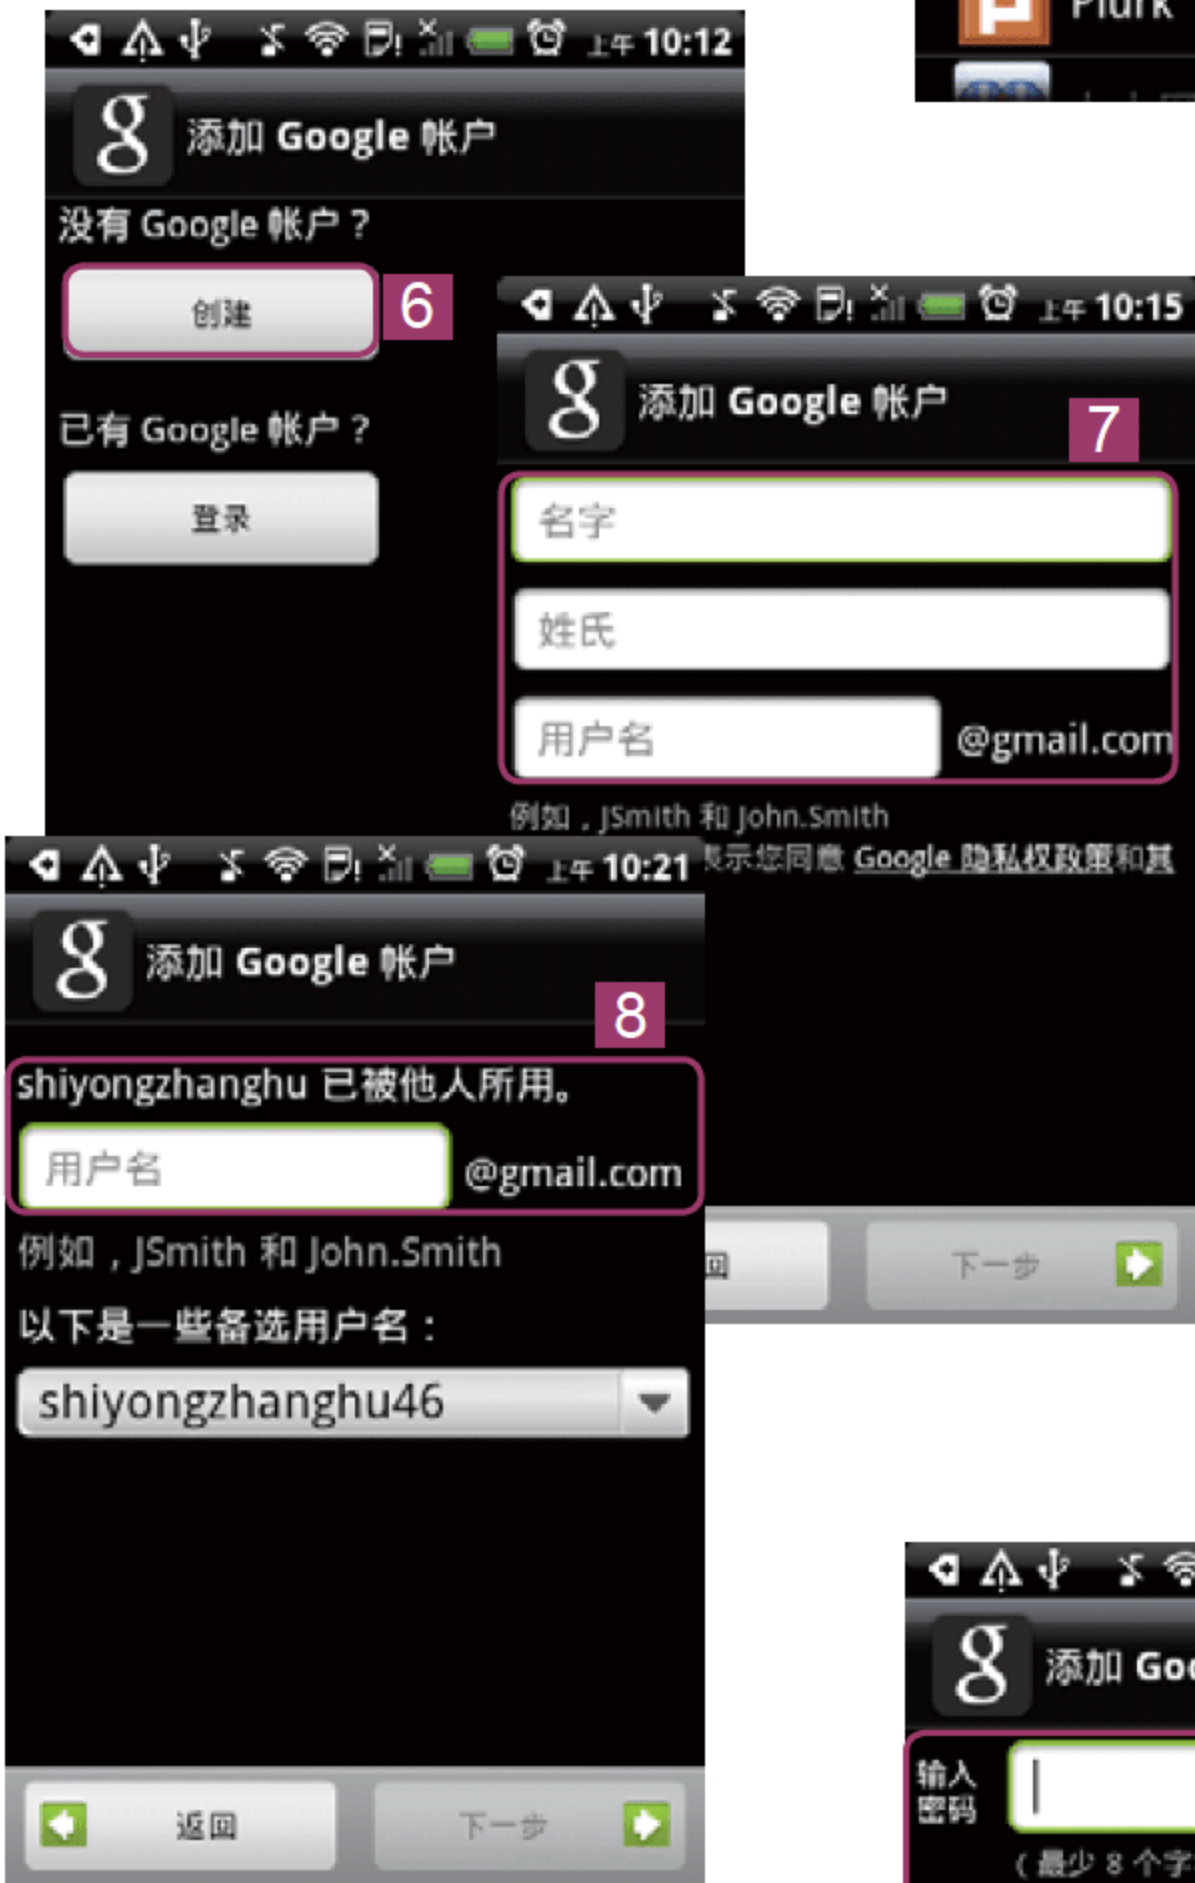 Plurk
上午 10:12
添加 Google 帐户
没有 Google 帐户？
创建
6
已有 Google 帐户？
登录
上午 10:15
添加 Google 帐户
7
名字
姓氏
用户名
@gmail.com
例如，JSmith 和 John.Smith
表示您同意 Google 隐私权政策和其
回
下一步
上午 10:21
添加 Google 帐户
8
shiyongzhanghu 已被他人所用。
用户名
@gmail.com
例如，JSmith 和 John.Smith
以下是一些备选用户名：
shiyongzhanghu46
返回
下一步
添加 Goo
输入
密码
（最少 8 个字